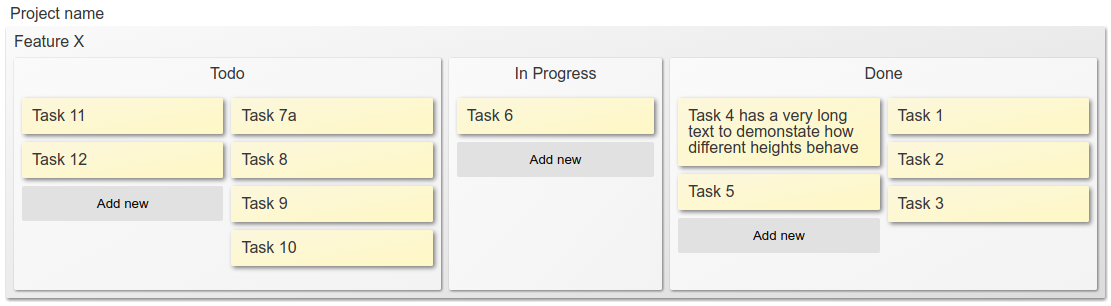 Project name
Feature X
Todo
Task 11
Task 12
Add new
Task 7a
Task 8
Task 9
Task 10
In Progress
Task 6
Add new
Done
Task 4 has a very long
text to demonstate how
different heights behave
Task 5
Add new
Task 1
Task 2
Task 3